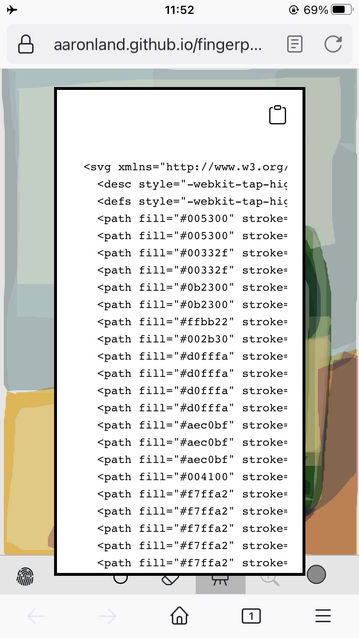 11:52
69%
aaronland.github.io/fingerp...
<svg xmlns="http://www.w3.org/
<desc style="-webkit-tap-hig
<defs style="-webkit-tap-hig
<path fill="#005300" stroke=
<path fill="#005300" stroke=
<path fill="#00332f" stroke=
<path fill="#00332f" stroke=
<path fill="#0b2300" stroke=
<path fill="#0b2300" stroke=
<path fill="#ffbb22" stroke=
<path fill="#002b30" stroke=
<path fill="#d0fffa" stroke=
<path fill="#d0fffa" stroke=
<path fill="#d0fffa" stroke=
<path fill="#d0fffa" stroke=
<path fill="#aec0bf" stroke=
<path fill="#aec0bf" stroke=
<path fill="#aec0bf" stroke=
<path fill="#004100" stroke=
<path fill="#f7ffa2" stroke=
<path fill="#f7ffa2" stroke=
<path fill="#f7ffa2" stroke=
<path fill="#f7ffa2" stroke=
<path fill="#f7ffa2" stroke=
1